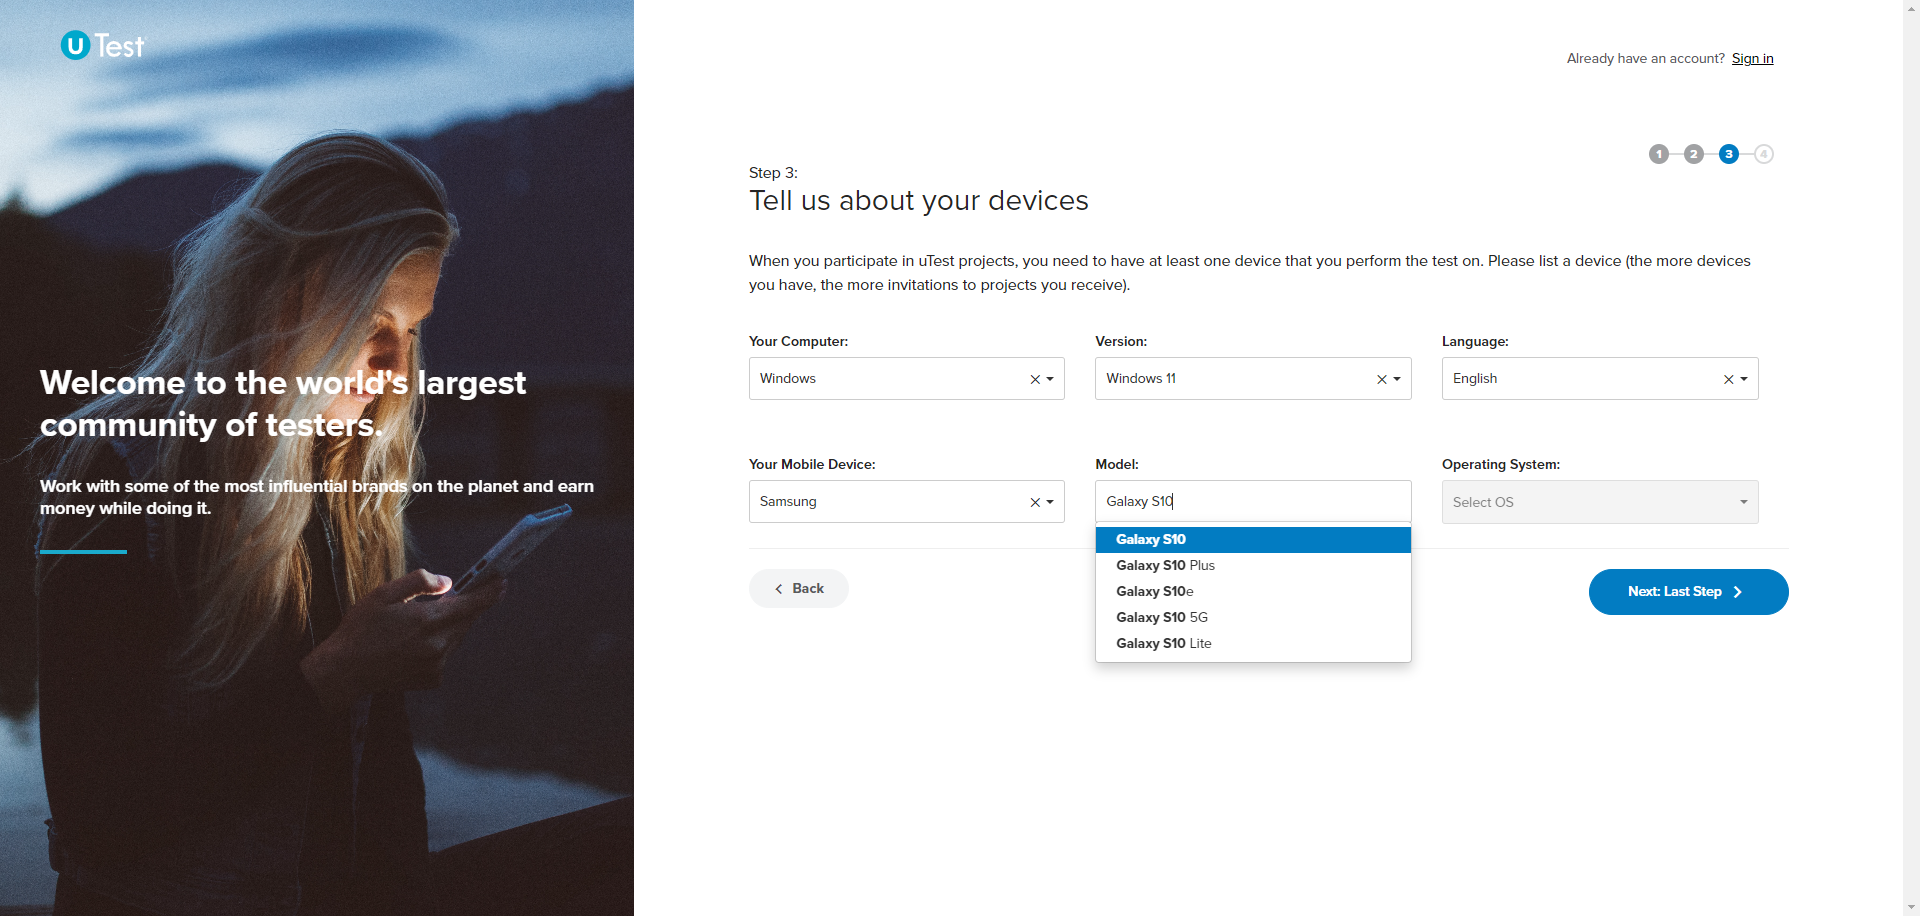 U Test
Welcome to the world's largest
community of testers.
Work with some of the most influential brands on the planet and earn
money while doing it.
Already have an account? Sign in
1 2 3 4
Step 3:
Tell us about your devices
When you participate in uTest projects, you need to have at least one device that you perform the test on. Please list a device (the more devices
you have, the more invitations to projects you receive).
Your Computer: Version: Language:
Windows Windows 11 English
Your Mobile Device: Model: Operating System:
Samsung Galaxy S10 Select OS
Galaxy S10
Galaxy S10 Plus
Galaxy S10e
Galaxy S10 5G
Galaxy S10 Lite
Back Next: Last Step